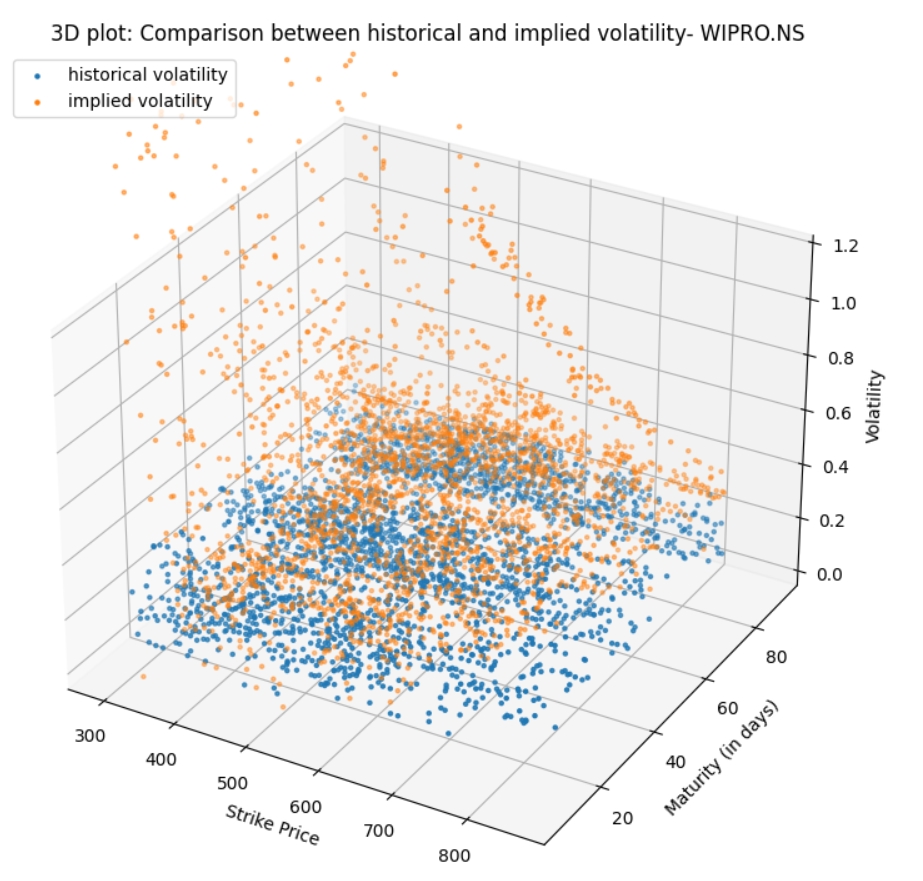 3D plot: Comparison between historical and implied volatility- WIPRO.NS
historical volatility
implied volatility
1.2
1.0
0.8
0.6
0.4
0.2
0.0
Volatility
80
60
40
20
Maturity (in days)
300
400
500
600
700
800
Strike Price